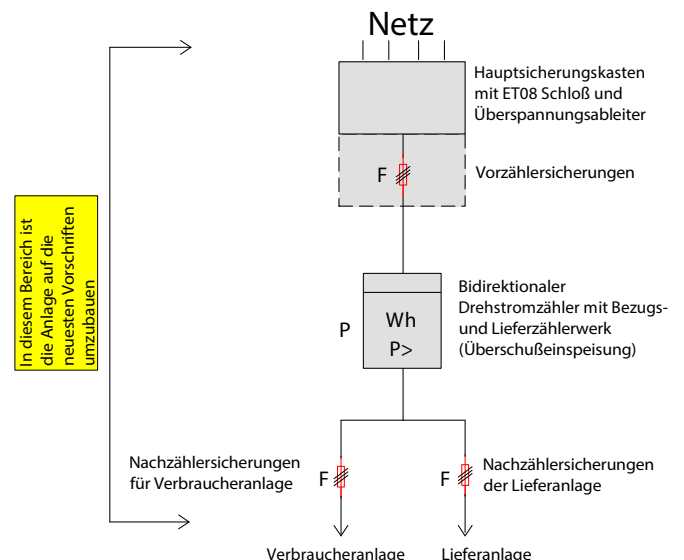 Netz
Hauptsicherungskasten
mit ET08 Schloß und
Überspannungsableiter
F
Vorzählersicherungen
In diesem Bereich ist
die Anlage auf die
neuesten Vorschriften
umzubauen
P
Wh
P>
Bidirektionaler
Drehstromzähler mit Bezugs-
und Lieferzählerwerk
(Überschußeinspeisung)
Nachzählersicherungen
für Verbraucheranlage
F
F
Nachzählersicherungen
der Lieferanlage
Verbraucheranlage
Lieferanlage